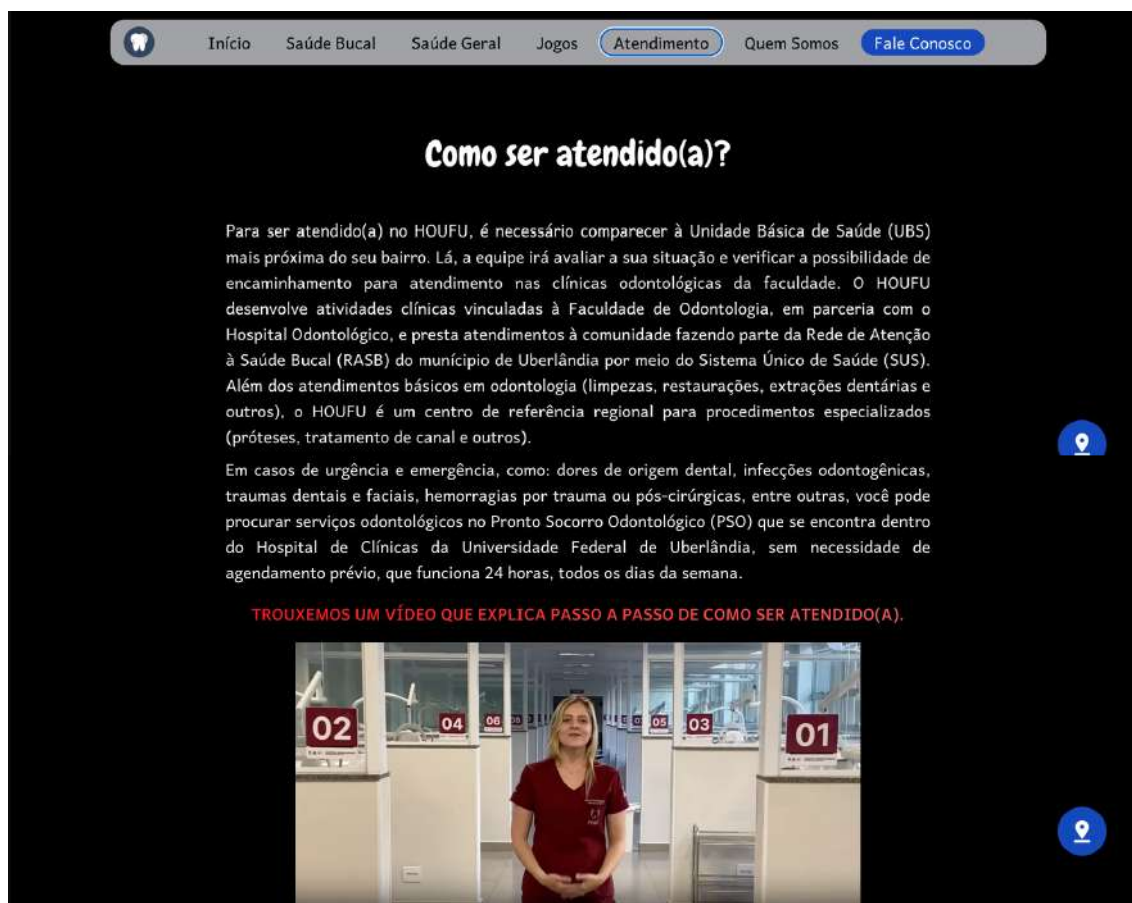 Início Saúde Bucal Saúde Geral Jogos Atendimento Quem Somos Fale Conosco
Como ser atendido(a)?
Para ser atendido(a) no HOUFU, é necessário comparecer à Unidade Básica de Saúde (UBS)
mais próxima do seu bairro. Lá, a equipe irá avaliar a sua situação e verificar a possibilidade de
encaminhamento para atendimento nas clínicas odontológicas da faculdade. O HOUFU
desenvolve atividades clínicas vinculadas à Faculdade de Odontologia, em parceria com o
Hospital Odontológico, e presta atendimentos à comunidade fazendo parte da Rede de Atenção
à Saúde Bucal (RASB) do munícipio de Uberlândia por meio do Sistema Único de Saúde (SUS).
Além dos atendimentos básicos em odontologia (limpezas, restaurações, extrações dentárias e
outros), o HOUFU é um centro de referência regional para procedimentos especializados
(próteses, tratamento de canal e outros).
Em casos de urgência e emergência, como: dores de origem dental, infecções odontogênicas,
traumas dentais e faciais, hemorragias por trauma ou pós-cirúrgicas, entre outras, você pode
procurar serviços odontológicos no Pronto Socorro Odontológico (PSO) que se encontra dentro
do Hospital de Clínicas da Universidade Federal de Uberlândia, sem necessidade de
agendamento prévio, que funciona 24 horas, todos os dias da semana.
TROUXEMOS UM VÍDEO QUE EXPLICA PASSO A PASSO DE COMO SER ATENDIDO(A).
02 04 06 05 03 01